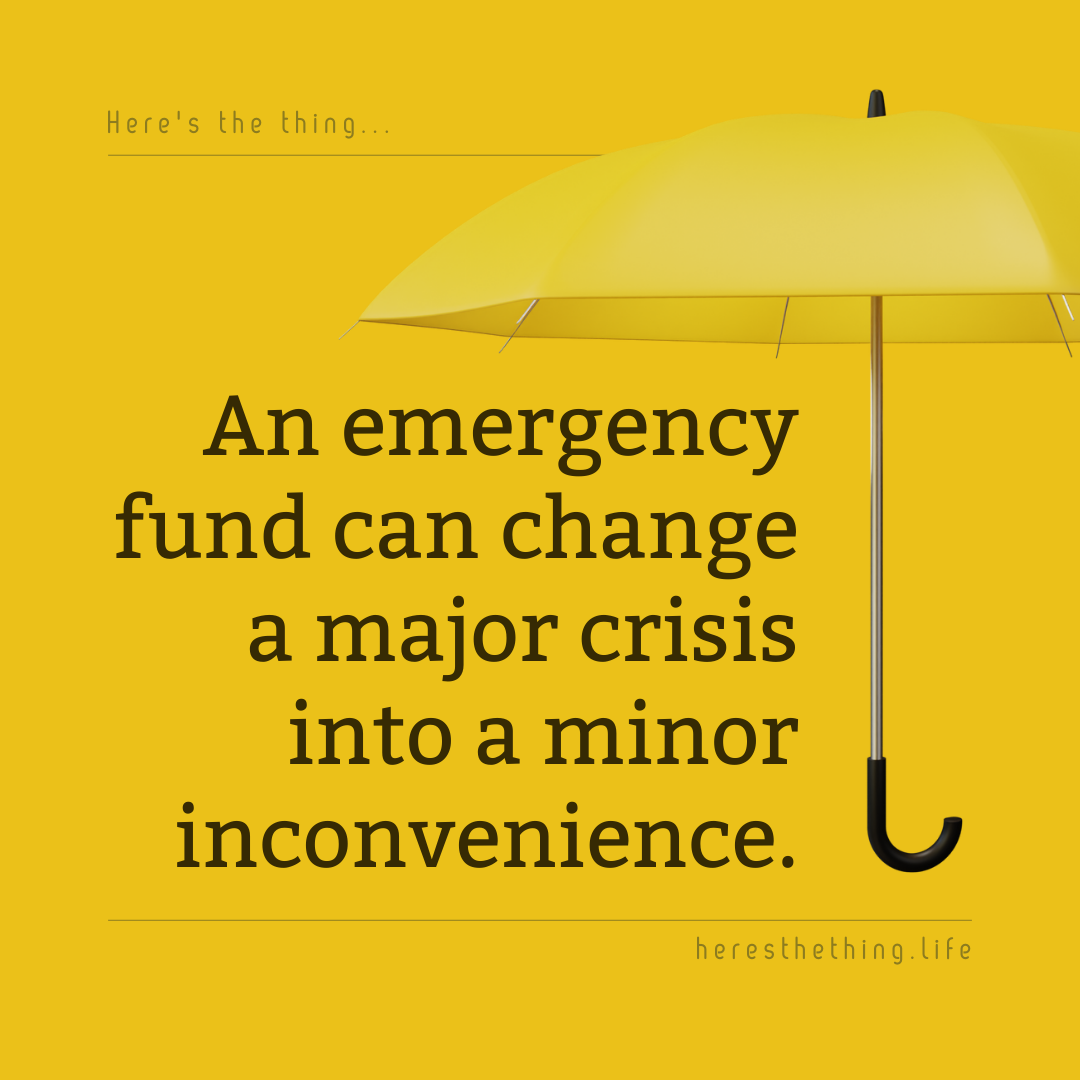 Here's the thing...
An emergency
fund can change
a major crisis
into a minor
inconvenience.
heresthething.life